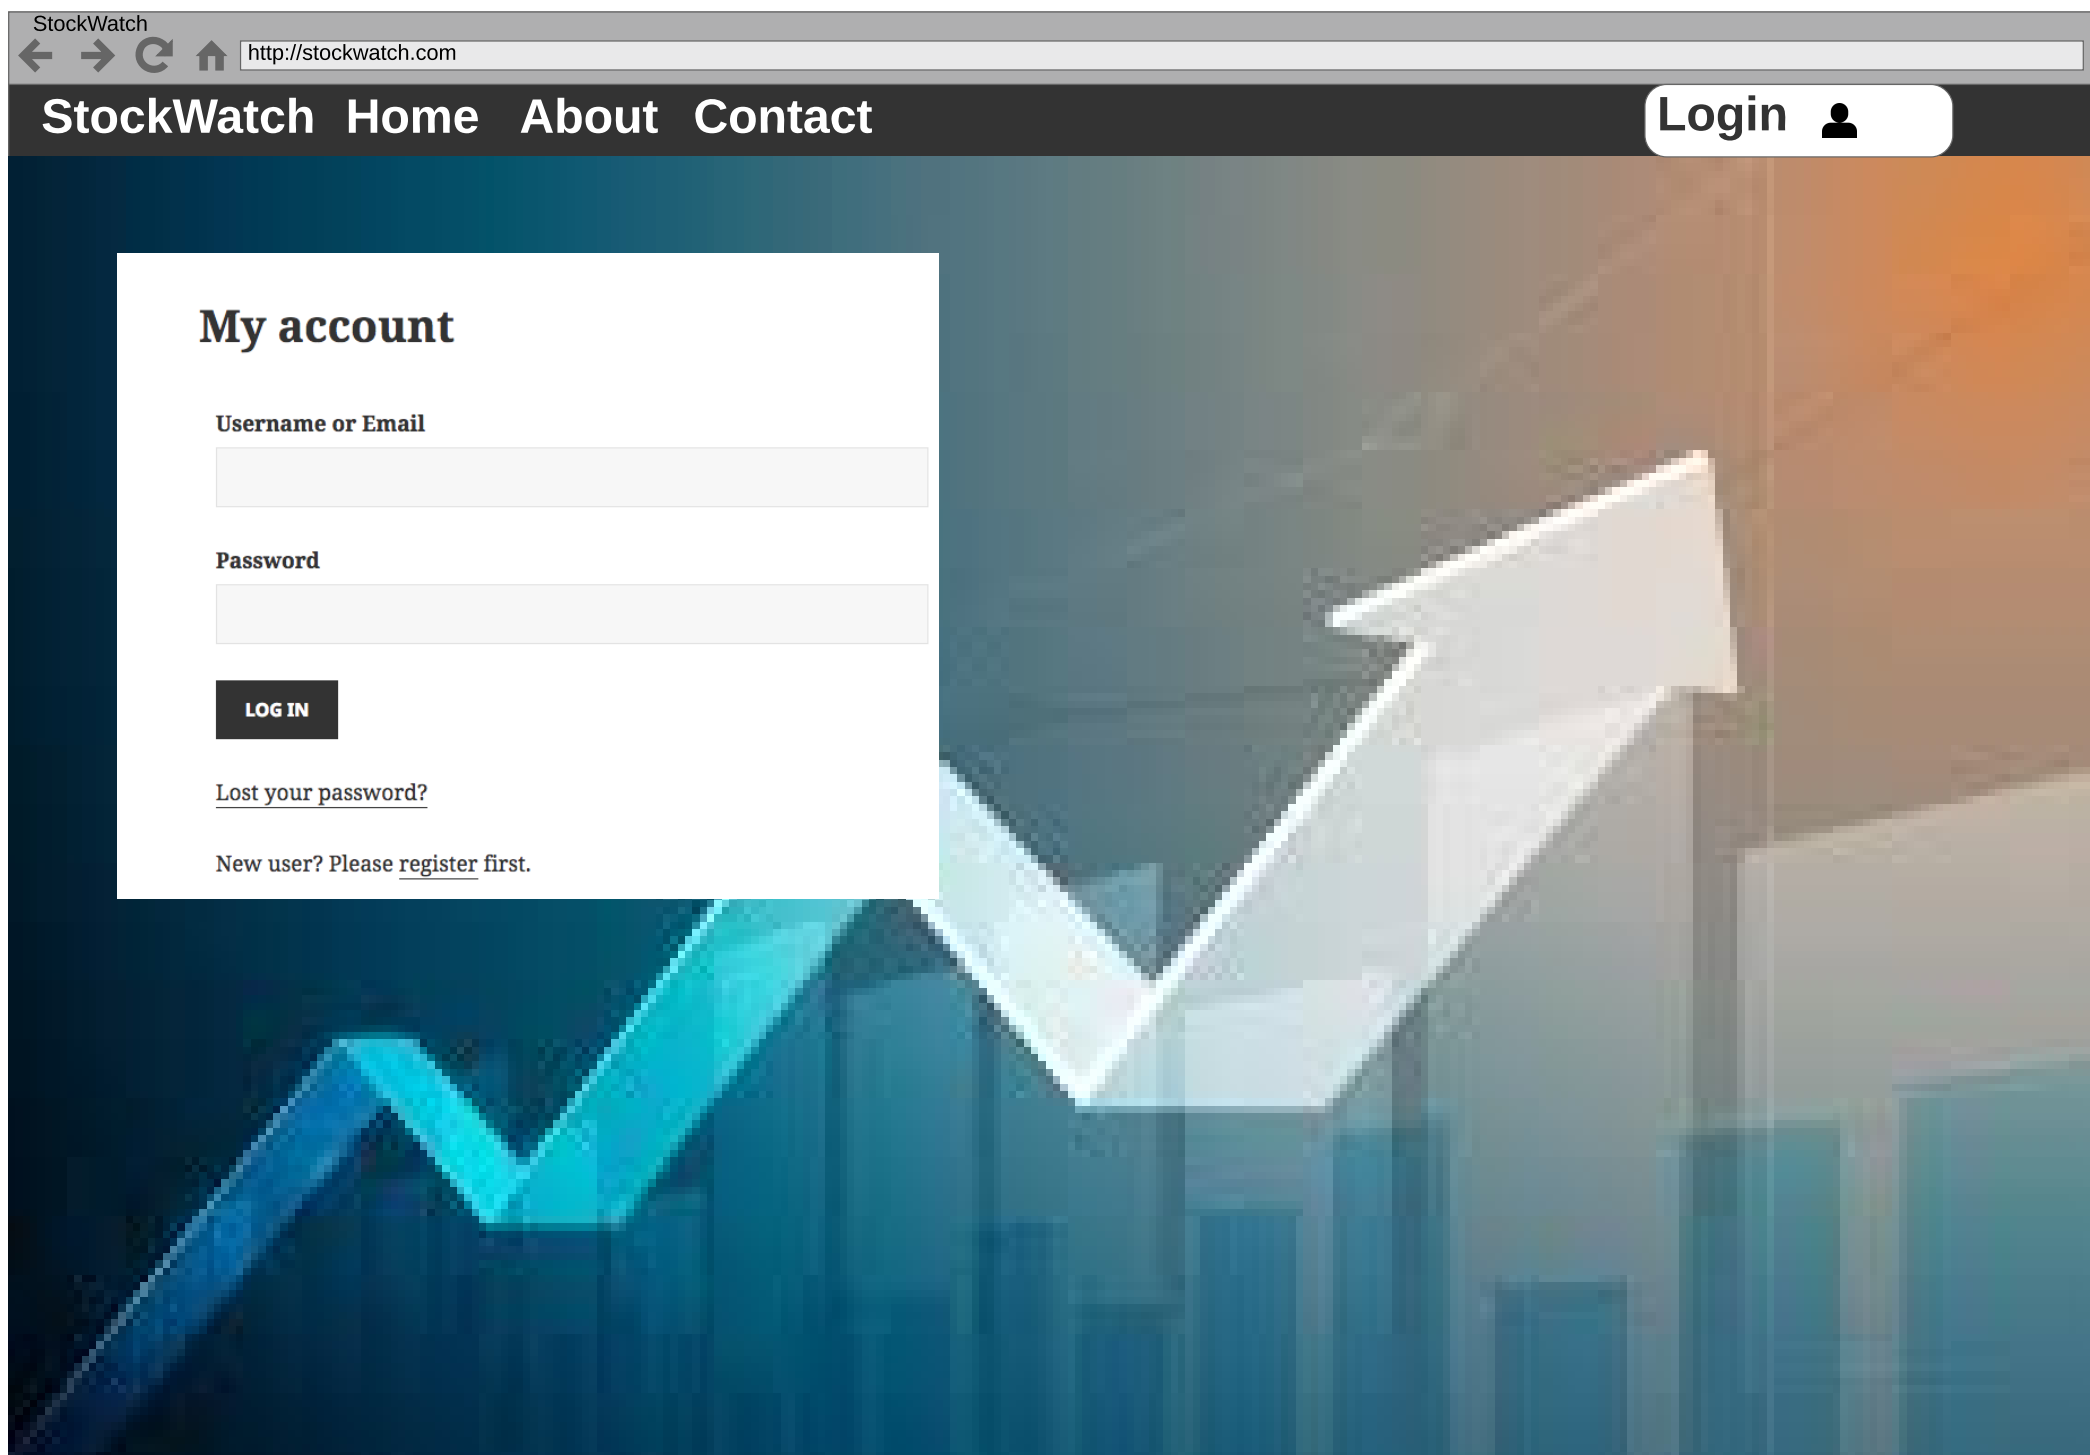 StockWatch
http://stockwatch.com
StockWatch Home About Contact Login
My account
Username or Email
Password
LOG IN
Lost your password?
New user? Please register first.